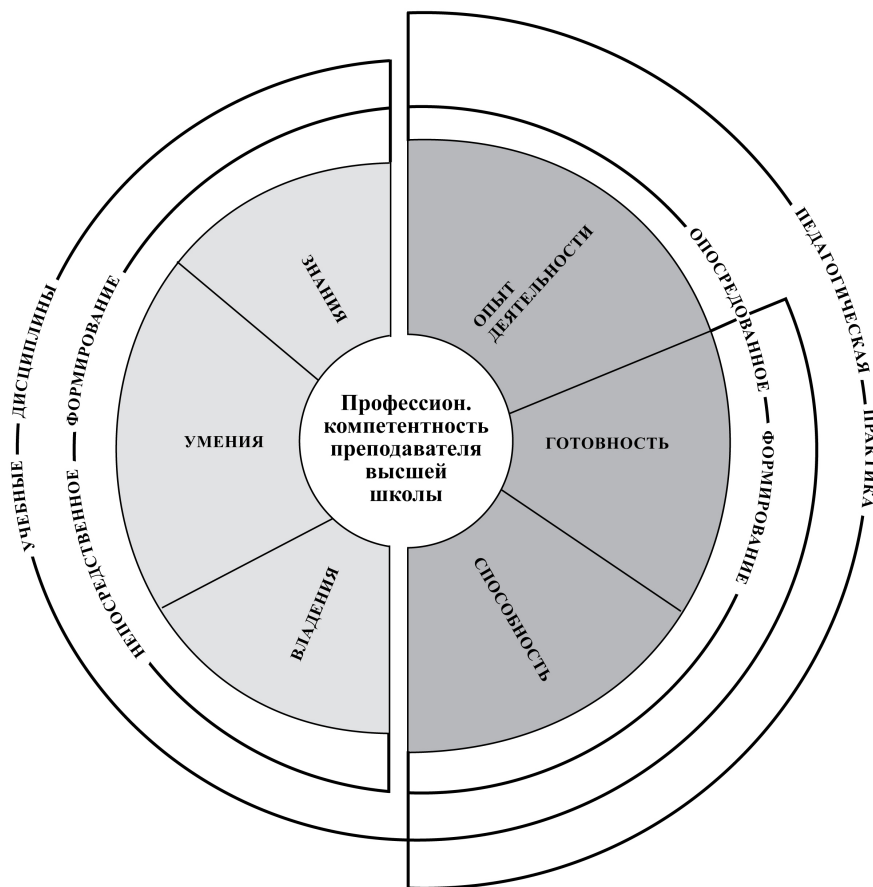 Профессион.
компетентность
преподавателя
высшей
школы
ЗНАНИЯ
УМЕНИЯ
ВЛАДЕНИЯ
ОПЫТ
ДЕЯТЕЛЬНОСТИ
ГОТОВНОСТЬ
СПОСОБНОСТЬ
НЕПОСРЕДСТВЕННОЕ ФОРМИРОВАНИЕ
УЧЕБНЫЕ ДИСЦИПЛИНЫ
ОПОСРЕДОВАННОЕ ФОРМИРОВАНИЕ
ПЕДАГОГИЧЕСКАЯ ПРАКТИКА